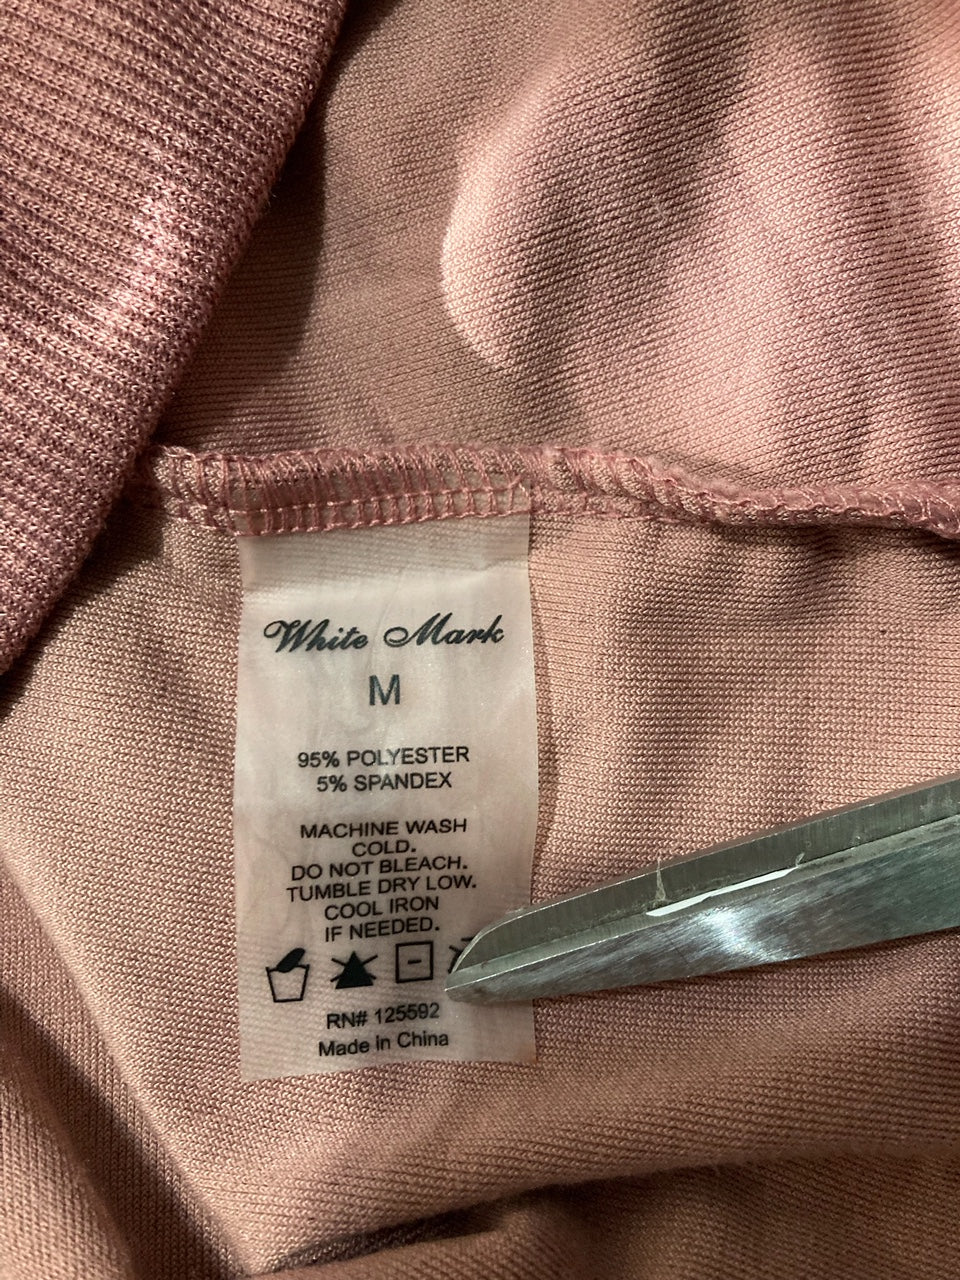 White Mark
M
95% POLYESTER
5% SPANDEX
MACHINE WASH
COLD.
DO NOT BLEACH.
TUMBLE DRY LOW.
COOL IRON
IF NEEDED.
RN# 125592
Made In China